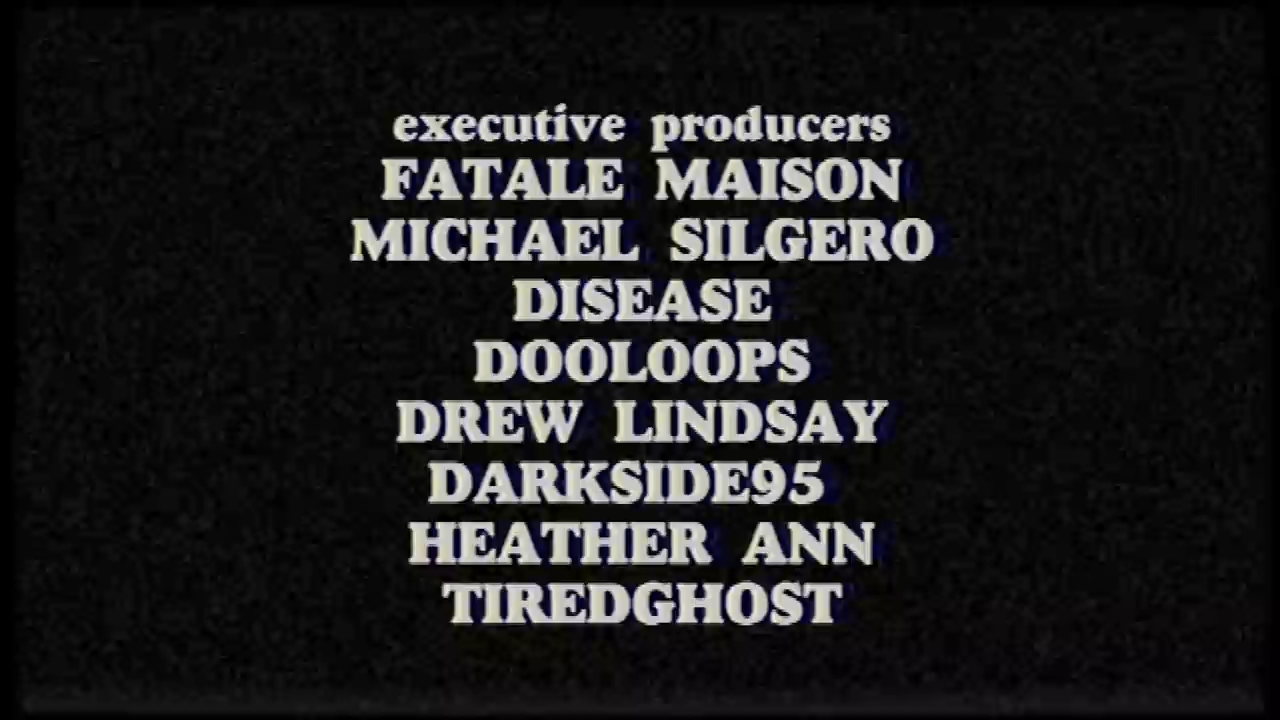 executive producers
FATALE MAISON
MICHAEL SILGERO
DISEASE
DOOLOOPS
DREW LINDSAY
DARKSIDE95
HEATHER ANN
TIREDGHOST